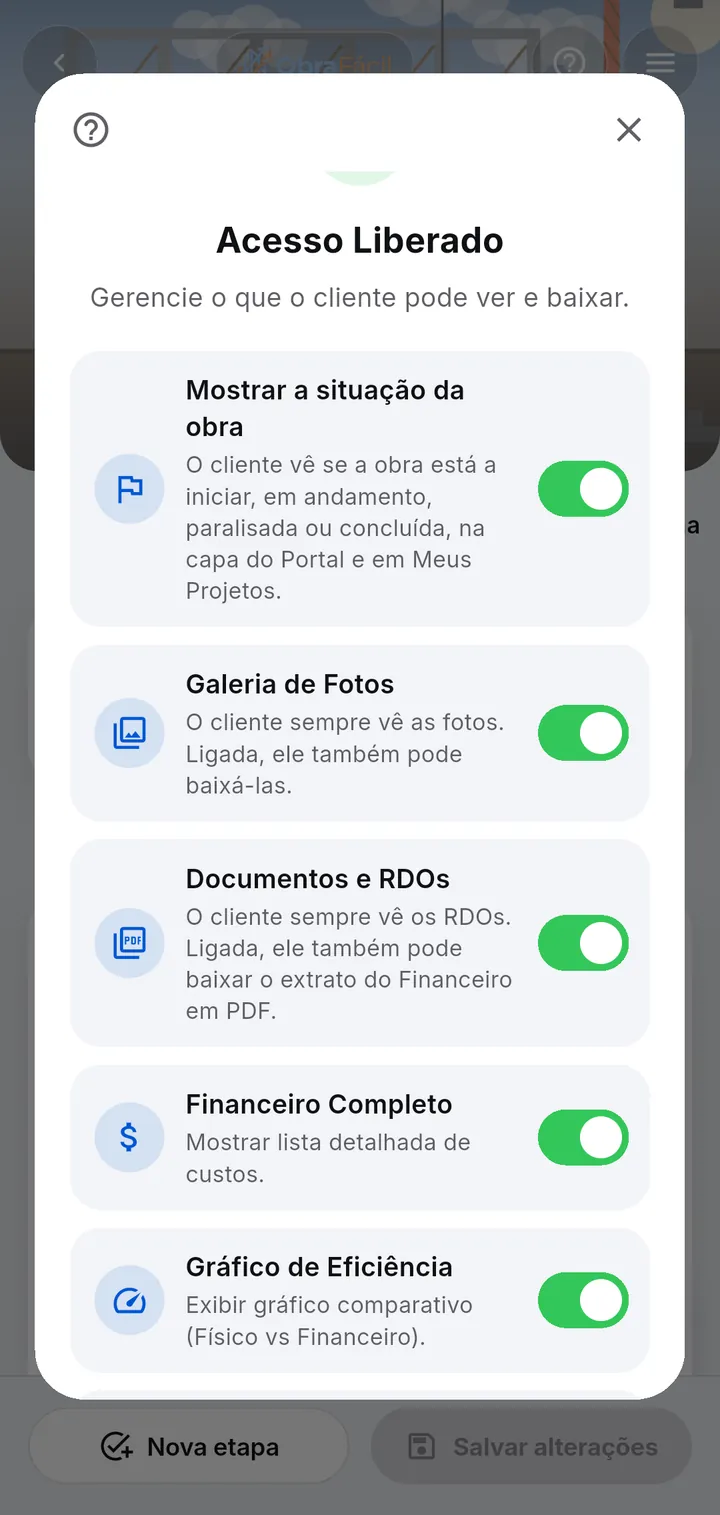 ObraFácil
Acesso Liberado
Gerencie o que o cliente pode ver e baixar.
Mostrar a situação da
obra
O cliente vê se a obra está a
iniciar, em andamento,
paralisada ou concluída, na
capa do Portal e em Meus
Projetos.
a
Galeria de Fotos
O cliente sempre vê as fotos.
Ligada, ele também pode
baixá-las.
Documentos e RDOs
O cliente sempre vê os RDOs.
Ligada, ele também pode
baixar o extrato do Financeiro
em PDF.
PDF
Financeiro Completo
Mostrar lista detalhada de
custos.
Gráfico de Eficiência
Exibir gráfico comparativo
(Físico vs Financeiro).
Nova etapa
Salvar alterações